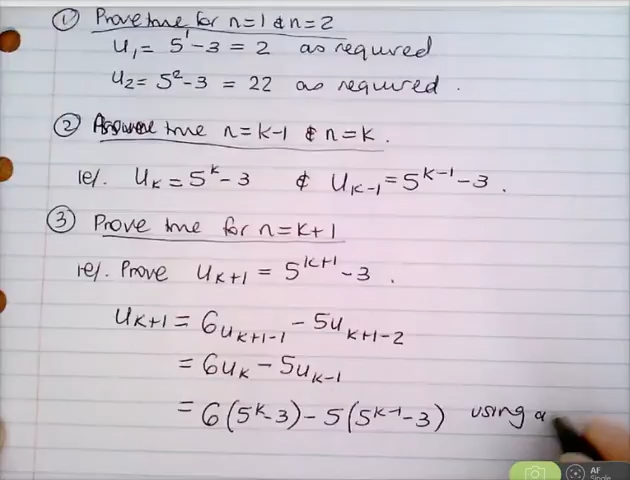 ① Prove true for n=1 & n=2
u₁ = 5¹-3 = 2 as required
u₂ = 5²-3 = 22 as required.
② Assume true n=k-1 & n=k.
ie/. uₖ = 5ᵏ-3 & uₖ₋₁ = 5ᵏ⁻¹-3.
③ Prove true for n=k+1
ie/. Prove uₖ₊₁ = 5ᵏ⁺¹-3.
uₖ₊₁ = 6uₖ₊₁₋₁ - 5uₖ₊₁₋₂
= 6uₖ - 5uₖ₋₁
= 6(5ᵏ-3) - 5(5ᵏ⁻¹-3) using a
AF
Single